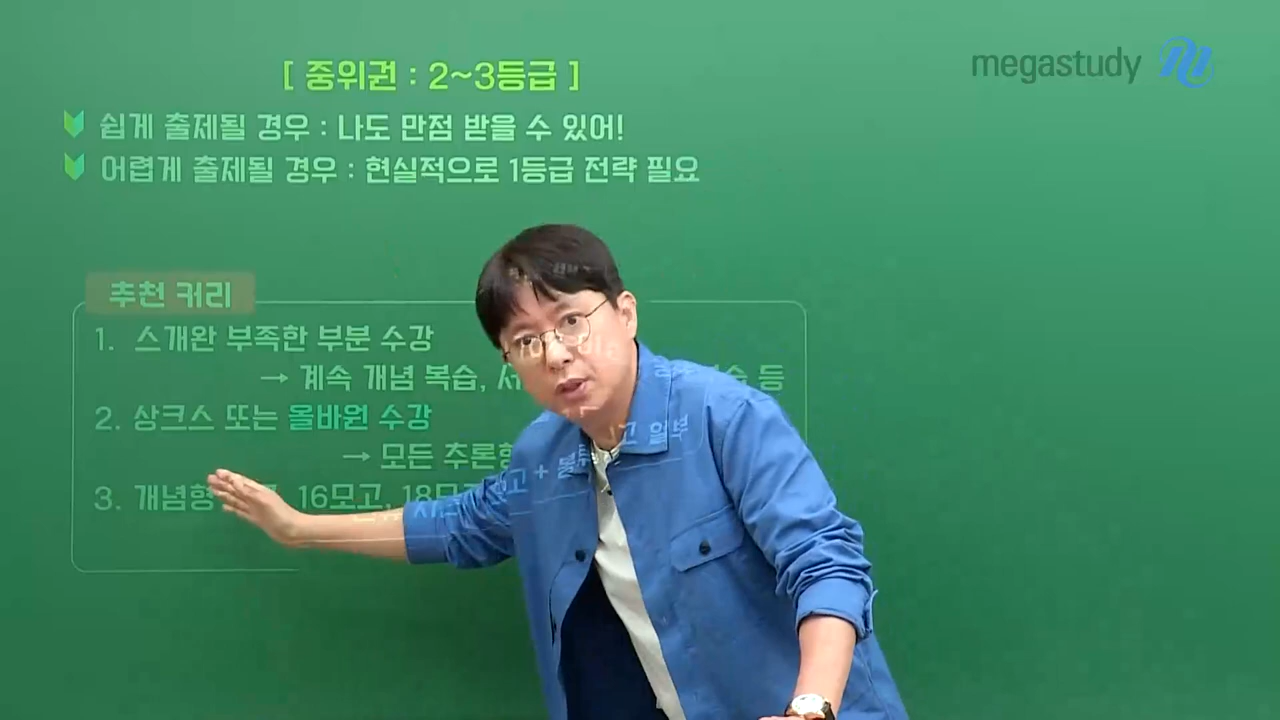 megastudy
[ 중위권 : 2~3등급 ]
쉽게 출제될 경우 : 나도 만점 받을 수 있어!
어렵게 출제될 경우 : 현실적으로 1등급 전략 필요
추천 커리
1. 스개완 부족한 부분 수강
→ 계속 개념 복습, 등
2. 상크스 또는 올바원 수강
→ 모든 추론형
3. 개념형 16모고, 18모고 + 일부